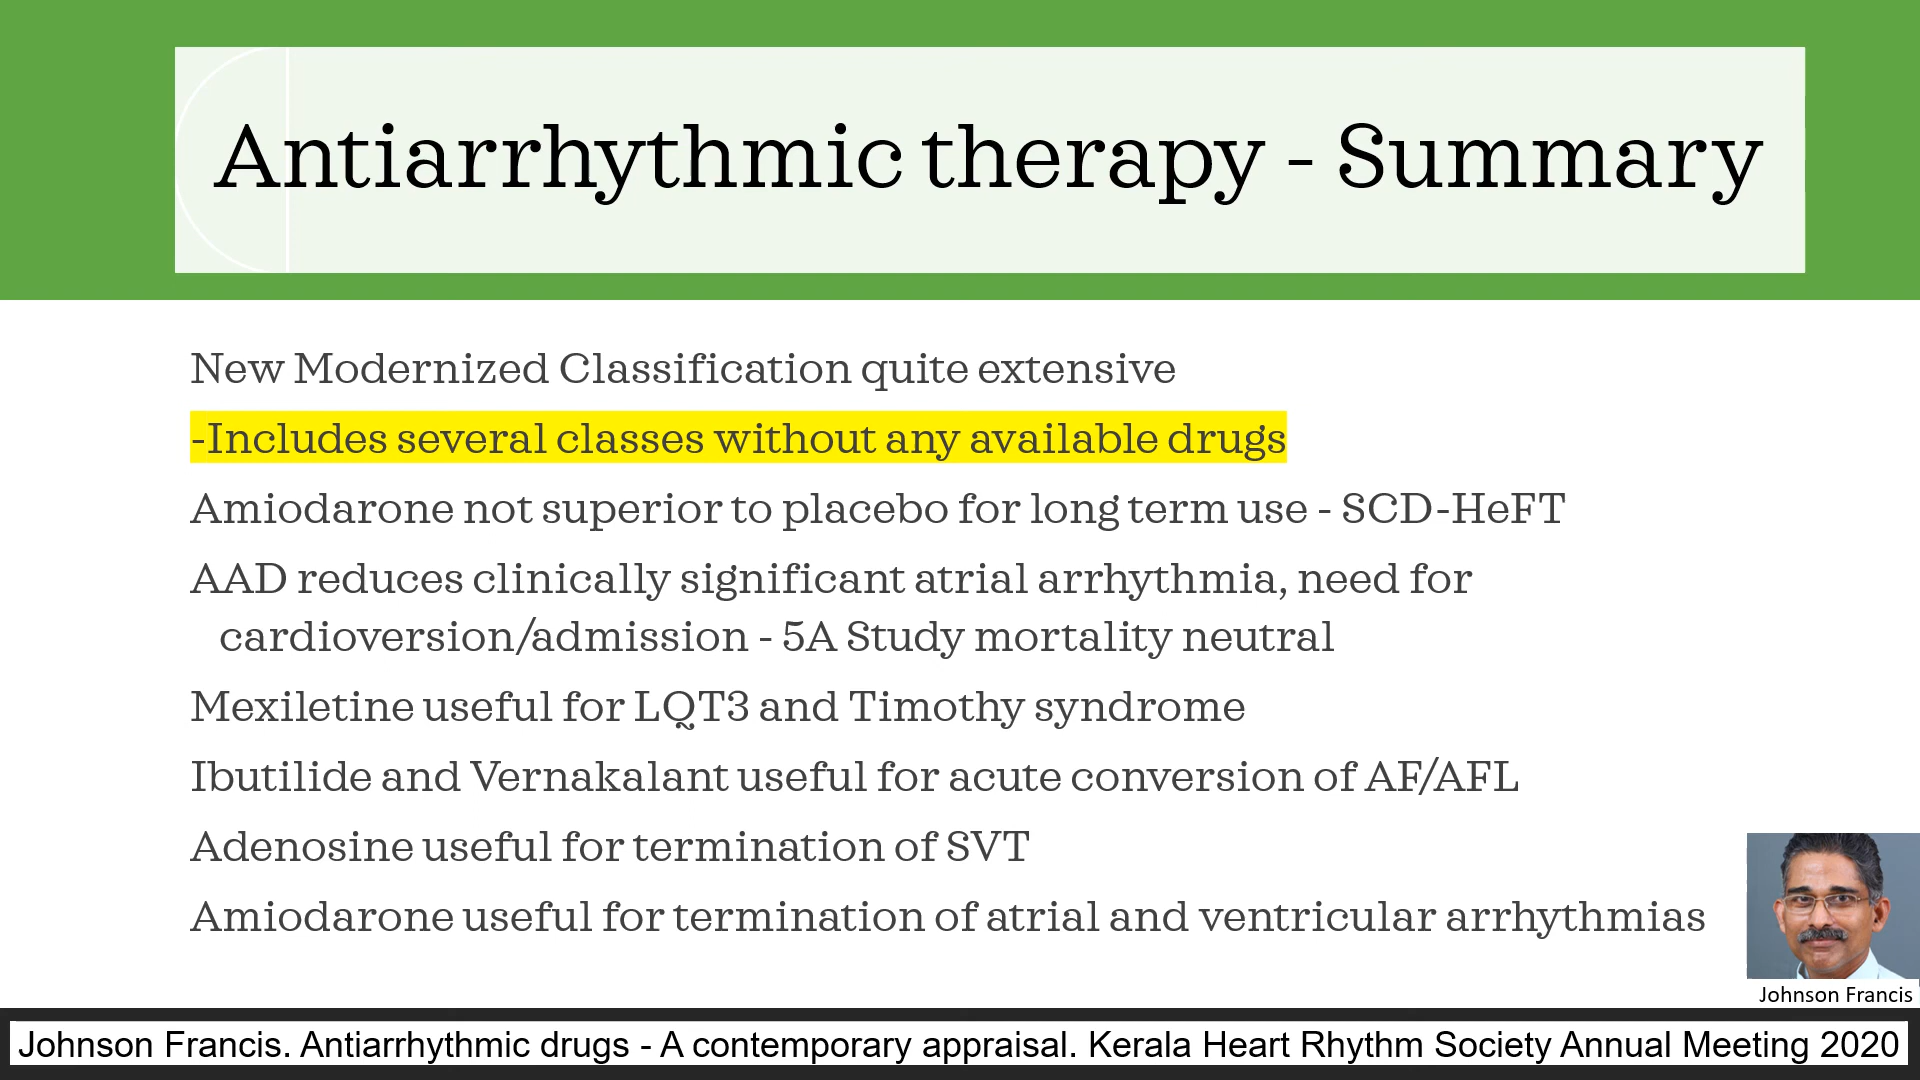 Antiarrhythmic therapy - Summary
New Modernized Classification quite extensive
-Includes several classes without any available drugs
Amiodarone not superior to placebo for long term use - SCD-HeFT
AAD reduces clinically significant atrial arrhythmia, need for
cardioversion/admission - 5A Study mortality neutral
Mexiletine useful for LQT3 and Timothy syndrome
Ibutilide and Vernakalant useful for acute conversion of AF/AFL
Adenosine useful for termination of SVT
Amiodarone useful for termination of atrial and ventricular arrhythmias
Johnson Francis
Johnson Francis. Antiarrhythmic drugs - A contemporary appraisal. Kerala Heart Rhythm Society Annual Meeting 2020